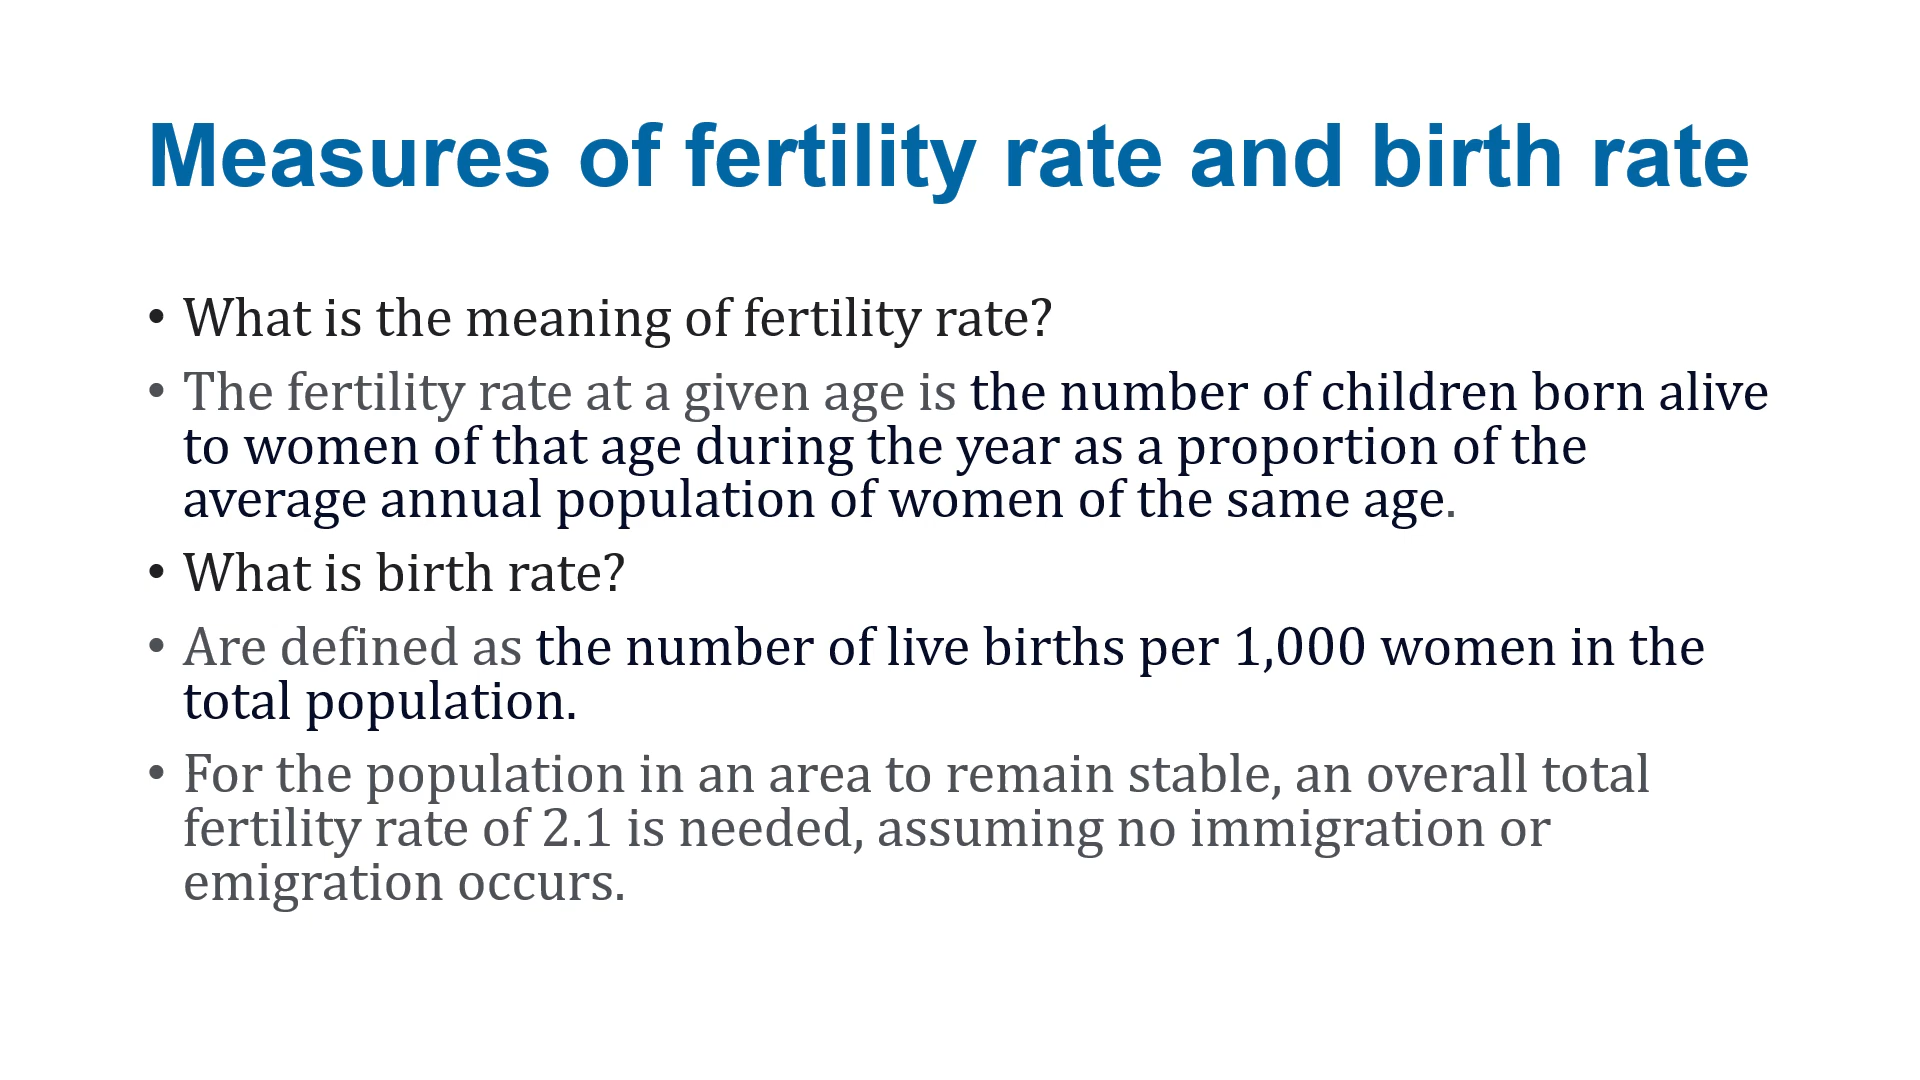 Measures of fertility rate and birth rate
• What is the meaning of fertility rate?
• The fertility rate at a given age is the number of children born alive
to women of that age during the year as a proportion of the
average annual population of women of the same age.
• What is birth rate?
• Are defined as the number of live births per 1,000 women in the
total population.
• For the population in an area to remain stable, an overall total
fertility rate of 2.1 is needed, assuming no immigration or
emigration occurs.